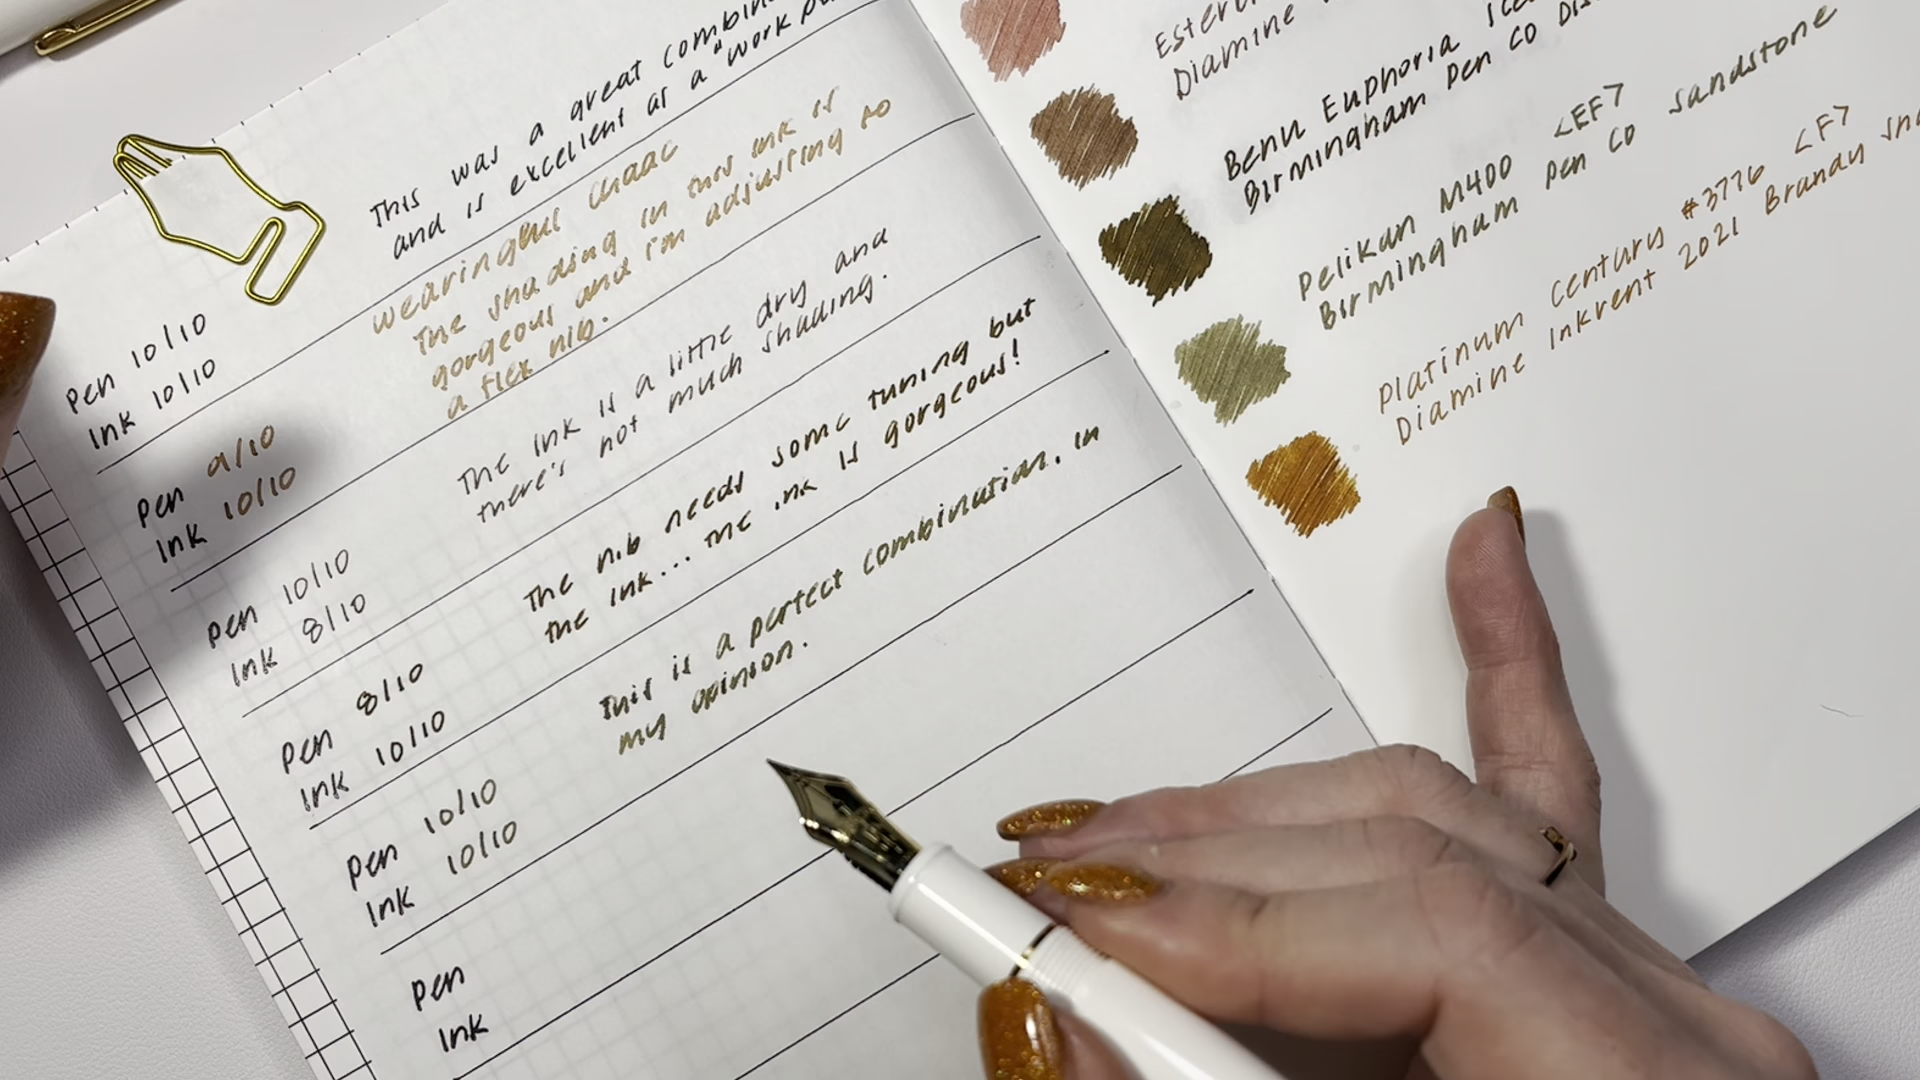 This was a great combin
and is excellent as a "work p
Pen 10/10
Ink 10/10
wearingeul
The shading in this ink is
gorgeous and i'm adjusting to
a flex nib.
Pen 9/10
Ink 10/10
The ink is a little dry and
there's not much shading.
Pen 10/10
Ink 8/10
The nib needs some tuning but
the ink... the ink is gorgeous!
Pen 8/10
Ink 10/10
This is a perfect combination, in
my opinion.
Pen 10/10
Ink 10/10
Pen
Ink
Ester
Diamine
Benu Euphoria
Birmingham Pen Co
Pelikan M400 <EF>
Birmingham Pen Co Sandstone
Platinum Century #3776 <F>
Diamine Inkvent 2021 Brandy